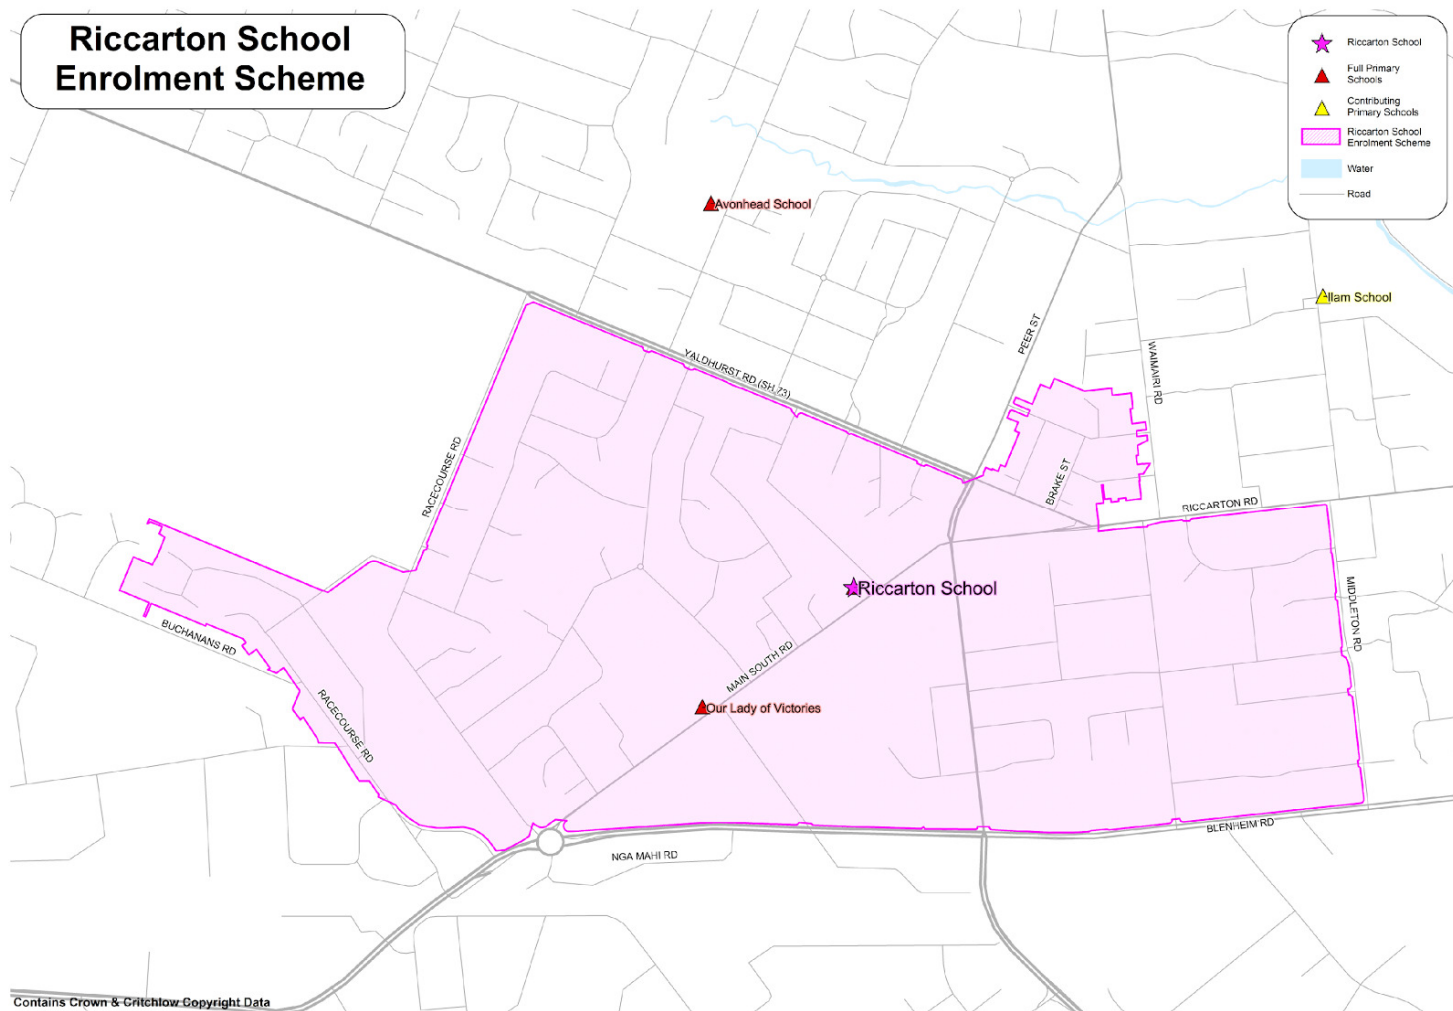 Riccarton School
Enrolment Scheme
Riccarton School
Full Primary
Schools
Contributing
Primary Schools
Riccarton School
Enrolment Scheme
Water
Road
Avonhead School
Ilam School
PEER ST
WAIMAIRI RD
YALDHURST RD (SH 73)
RACECOURSE RD
BRAKE ST
RICCARTON RD
Riccarton School
MIDDLETON RD
BUCHANANS RD
MAIN SOUTH RD
RACECOURSE RD
Our Lady of Victories
BLENHEIM RD
NGA MAHI RD
Contains Crown & Critchlow Copyright Data